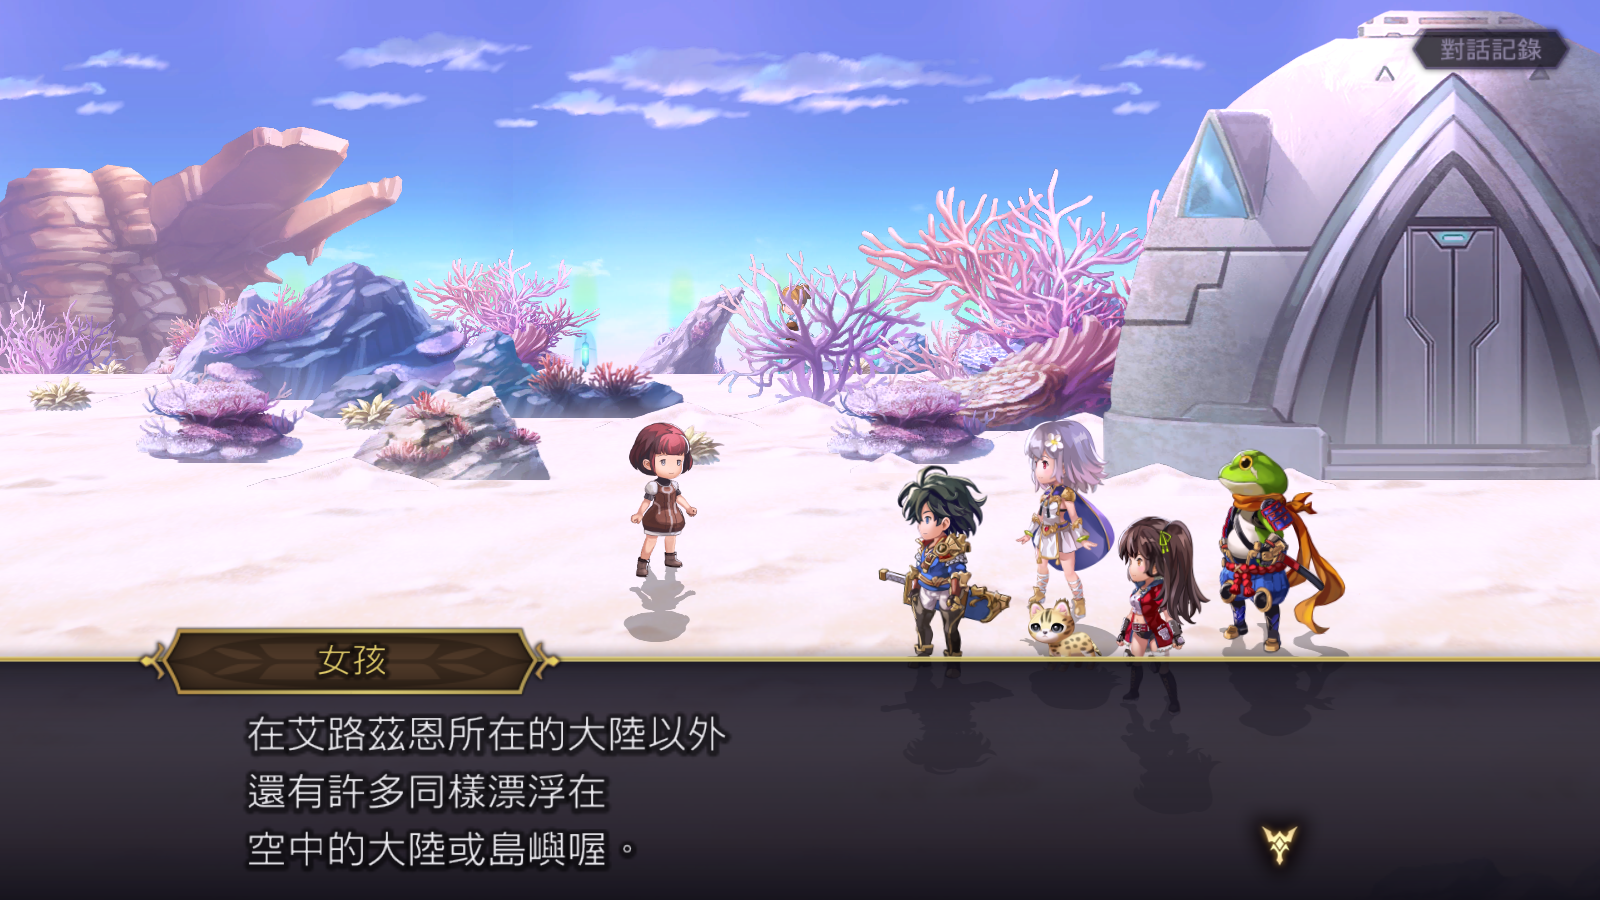 對話記錄
女孩
在艾路茲恩所在的大陸以外
還有許多同樣漂浮在
空中的大陸或島嶼喔。